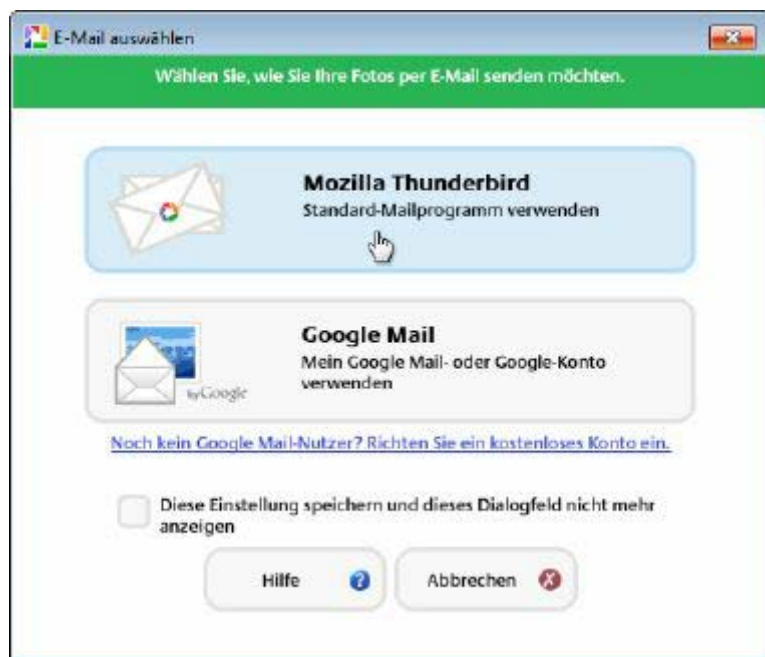 E-Mail auswählen
Wählen Sie, wie Sie Ihre Fotos per E-Mail senden möchten.
Mozilla Thunderbird
Standard-Mailprogramm verwenden
Google Mail
Mein Google Mail- oder Google-Konto
verwenden
by Google
Noch kein Google Mail-Nutzer? Richten Sie ein kostenloses Konto ein.
Diese Einstellung speichern und dieses Dialogfeld nicht mehr
anzeigen
Hilfe ?
Abbrechen